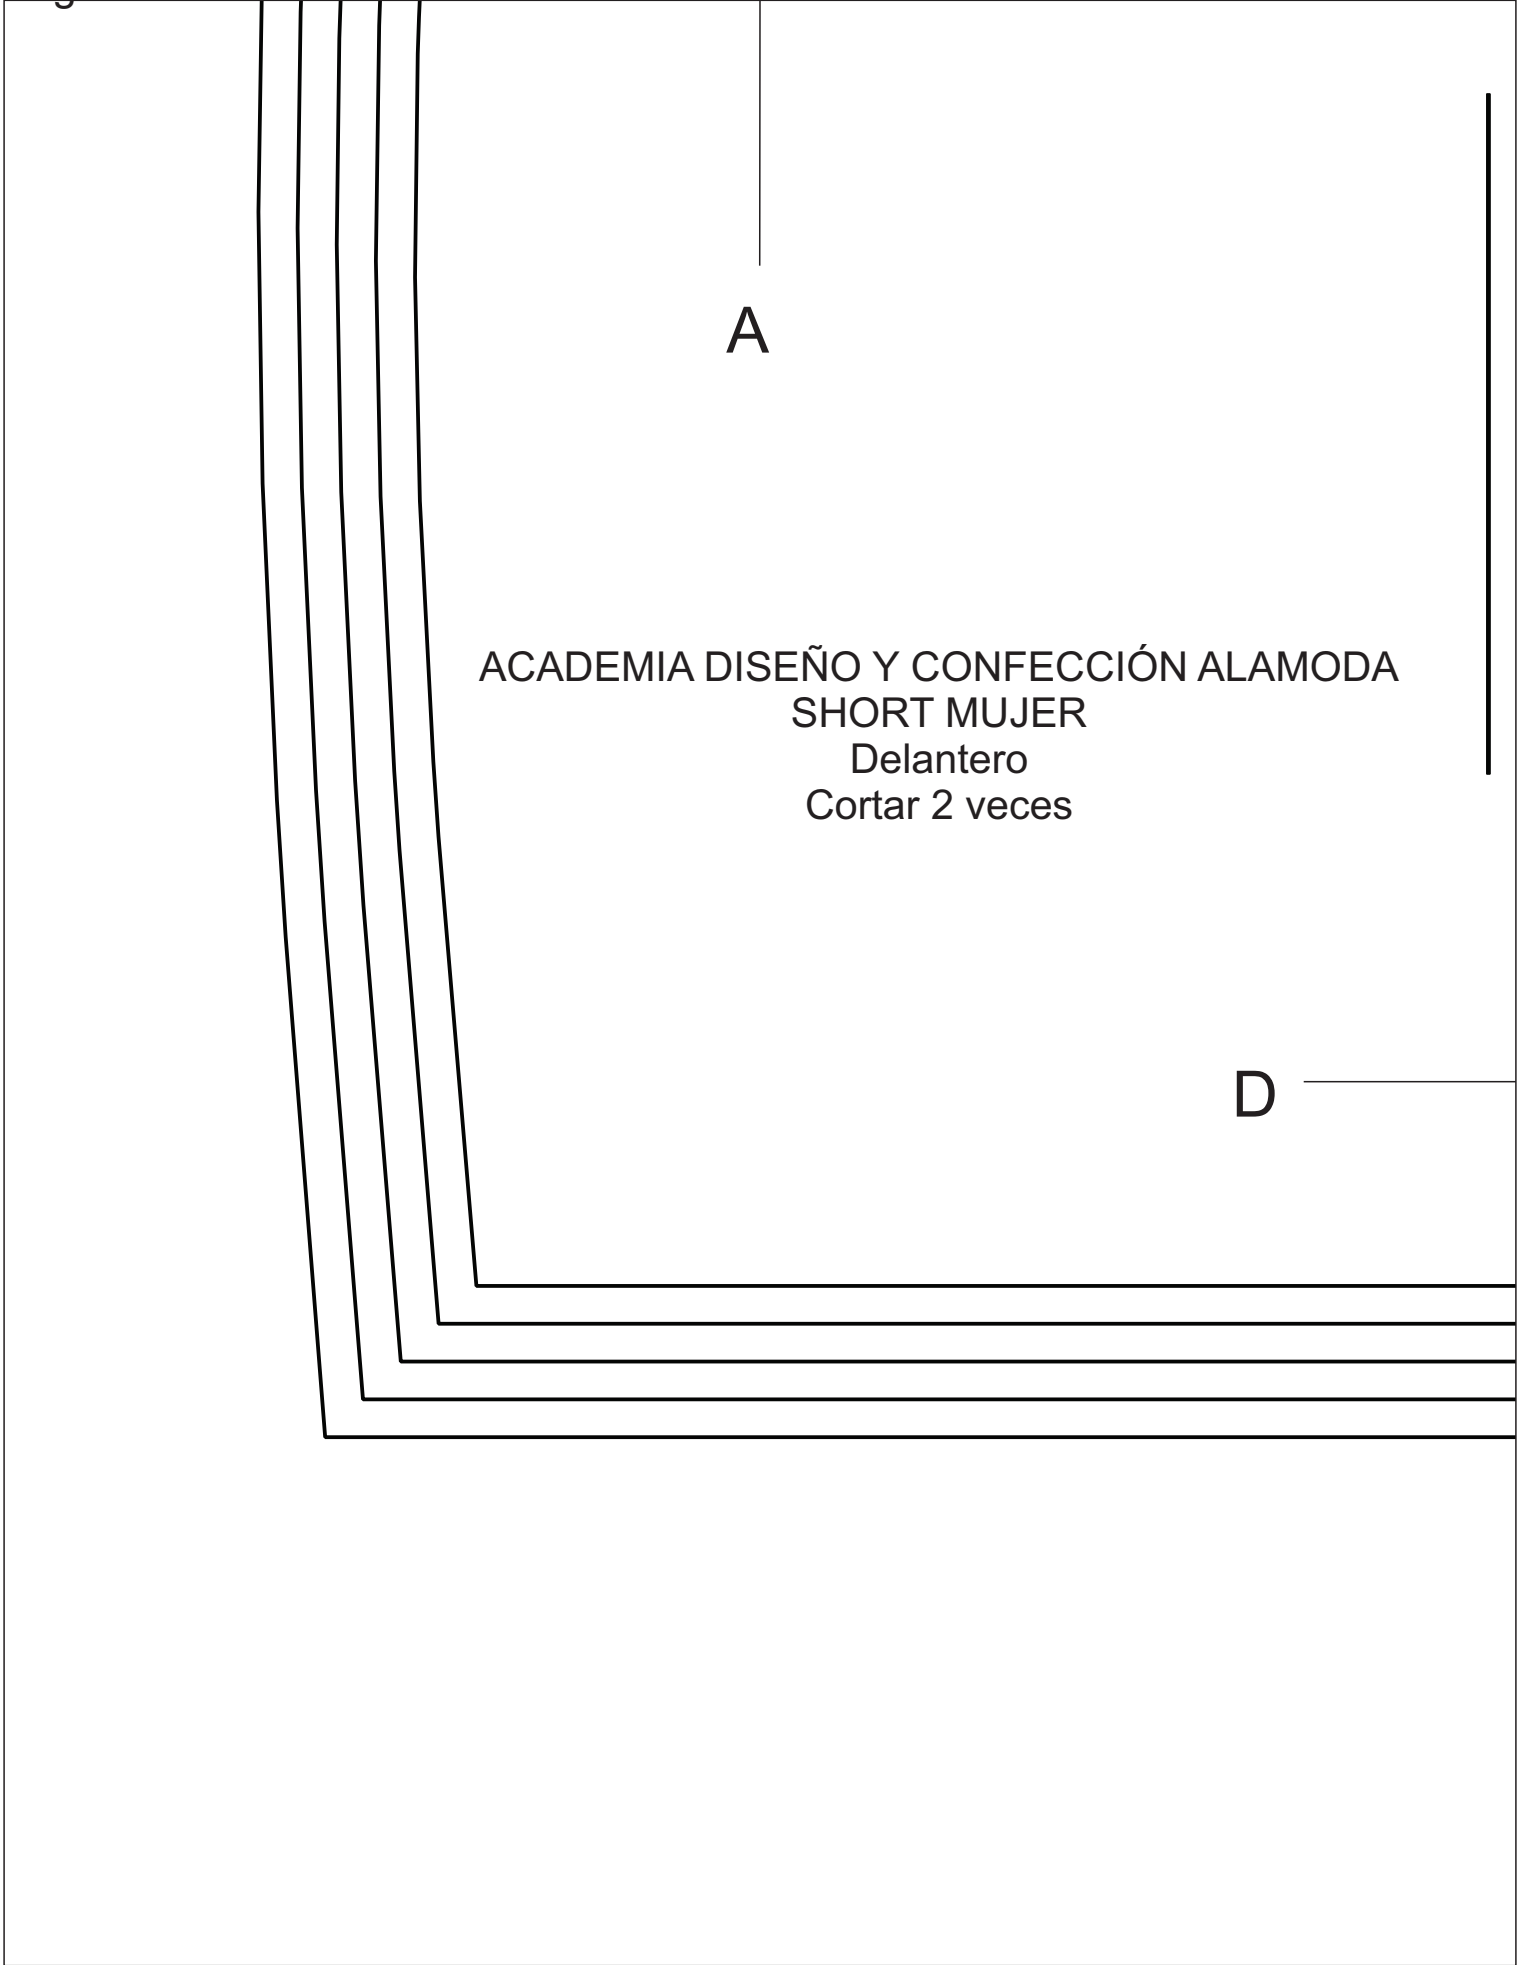 A
ACADEMIA DISEÑO Y CONFECCIÓN ALAMODA
SHORT MUJER
Delantero
Cortar 2 veces
D